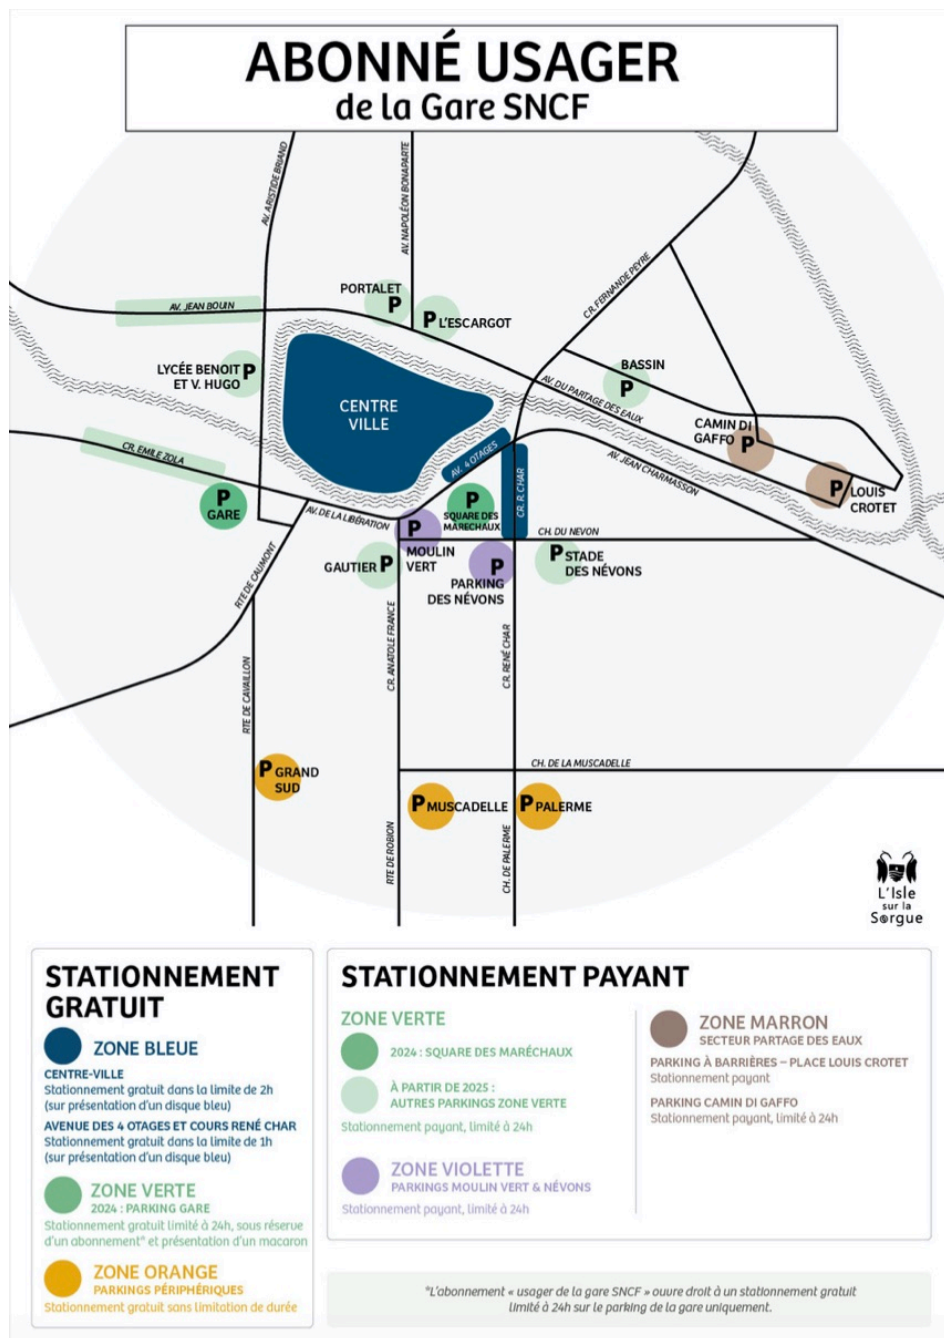 ABONNÉ USAGER
de la Gare SNCF
AV. ARISTIDE BRIAND
AV. NAPOLÉON BONAPARTE
CR. FERNANDE PEYRE
PORTALET
P
P L'ESCARGOT
AV. JEAN BOUIN
LYCÉE BENOIT P
ET V. HUGO
CENTRE
VILLE
BASSIN
P
AV. DU PARTAGE DES EAUX
CAMIN DI
GAFFO P
P LOUIS
CROTET
AV. JEAN CHARMASSON
CR. EMILE ZOLA
AV. 4 OTAGES
CR. R. CHAR
P
GARE
AV. DE LA LIBÉRATION
P
SQUARE DES
MARECHAUX
P
MOULIN
VERT
CH. DU NEVON
GAUTIER P
P
PARKING
DES NÉVONS
P STADE
DES NÉVONS
RTE DE CAUMONT
CR. ANATOLE FRANCE
CR. RENÉ CHAR
RTE DE CAVAILLON
P GRAND
SUD
CH. DE LA MUSCADELLE
P MUSCADELLE
P PALERME
RTE DE ROBION
CH. DE PALERME
L'Isle
sur la
Sorgue
STATIONNEMENT
GRATUIT
ZONE BLEUE
CENTRE-VILLE
Stationnement gratuit dans la limite de 2h
(sur présentation d'un disque bleu)
AVENUE DES 4 OTAGES ET COURS RENÉ CHAR
Stationnement gratuit dans la limite de 1h
(sur présentation d'un disque bleu)
ZONE VERTE
2024 : PARKING GARE
Stationnement gratuit limité à 24h, sous réserve
d'un abonnement* et présentation d'un macaron
ZONE ORANGE
PARKINGS PÉRIPHÉRIQUES
Stationnement gratuit sans limitation de durée
STATIONNEMENT PAYANT
ZONE VERTE
2024 : SQUARE DES MARÉCHAUX
À PARTIR DE 2025 :
AUTRES PARKINGS ZONE VERTE
Stationnement payant, limité à 24h
ZONE VIOLETTE
PARKINGS MOULIN VERT & NÉVONS
Stationnement payant, limité à 24h
ZONE MARRON
SECTEUR PARTAGE DES EAUX
PARKING À BARRIÈRES – PLACE LOUIS CROTET
Stationnement payant
PARKING CAMIN DI GAFFO
Stationnement payant, limité à 24h
*L'abonnement « usager de la gare SNCF » ouvre droit à un stationnement gratuit
limité à 24h sur le parking de la gare uniquement.